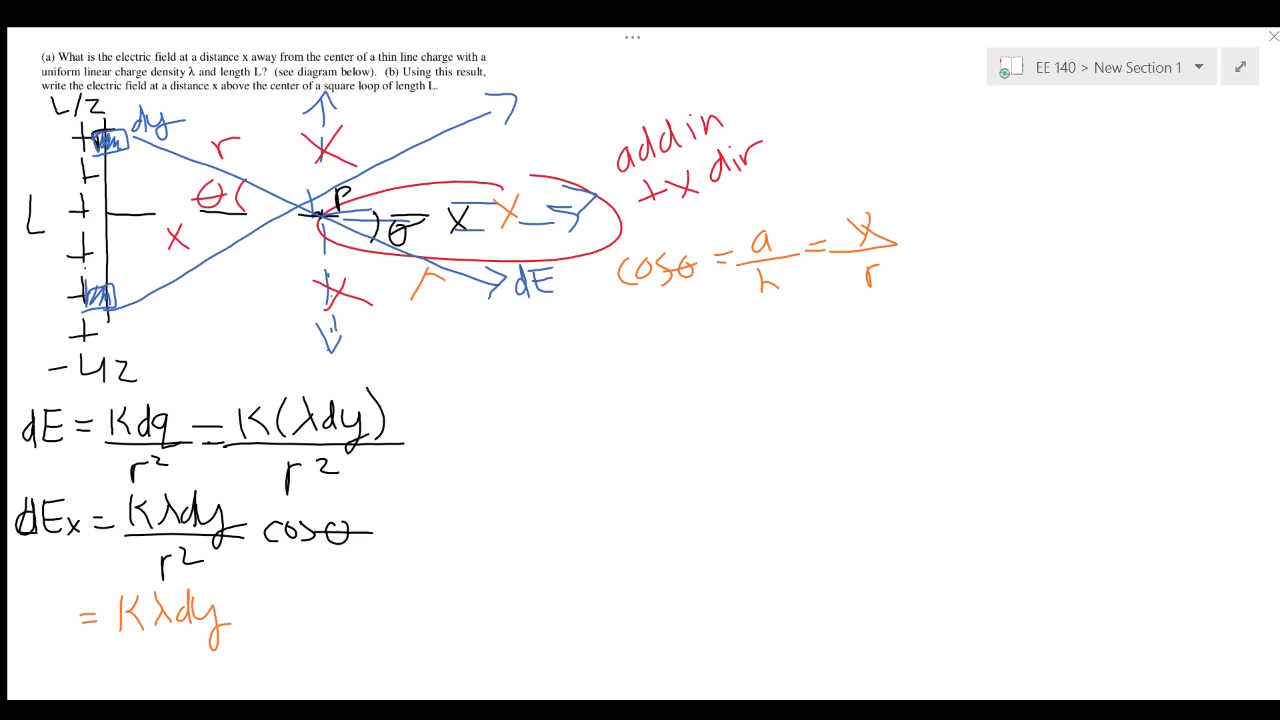 (a) What is the electric field at a distance x away from the center of a thin line charge with a
uniform linear charge density λ and length L? (see diagram below). (b) Using this result,
write the electric field at a distance x above the center of a square loop of length L.
EE 140 > New Section 1
L/2
dy
r
θ
P
x
L
θ
x
x
r
dE
-L/2
add in
+x dir
cosθ = a/h = x/r
dE = Kdq/r² = K(λdy)/r²
dEx = Kλdy/r² cosθ
= Kλdy